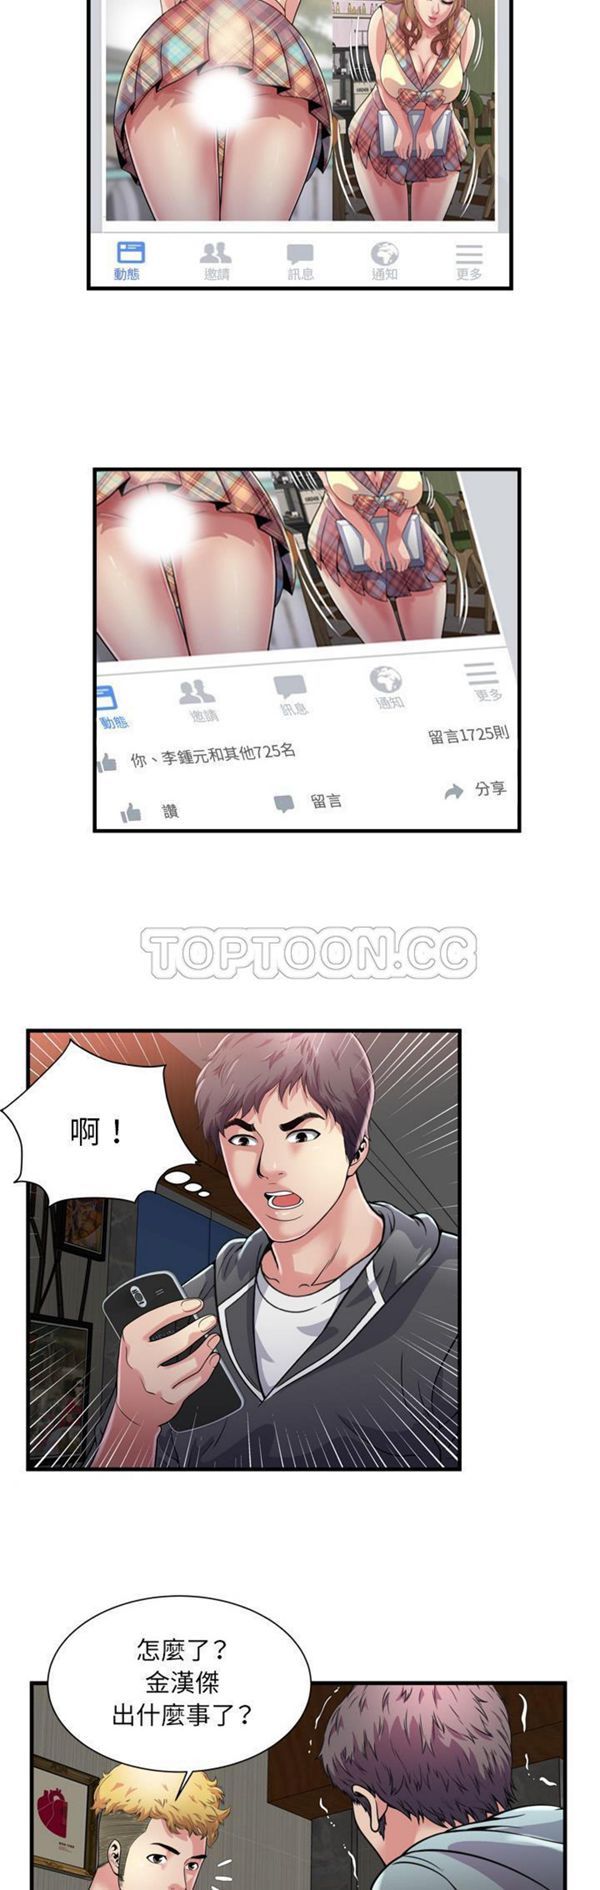 動態
邀請
訊息
通知
更多
動態
邀請
訊息
通知
更多
你、李鍾元和其他725名
留言1725則
讚
留言
分享
TOPTOON.CC
啊！
怎麼了？
金漢傑
出什麼事了？